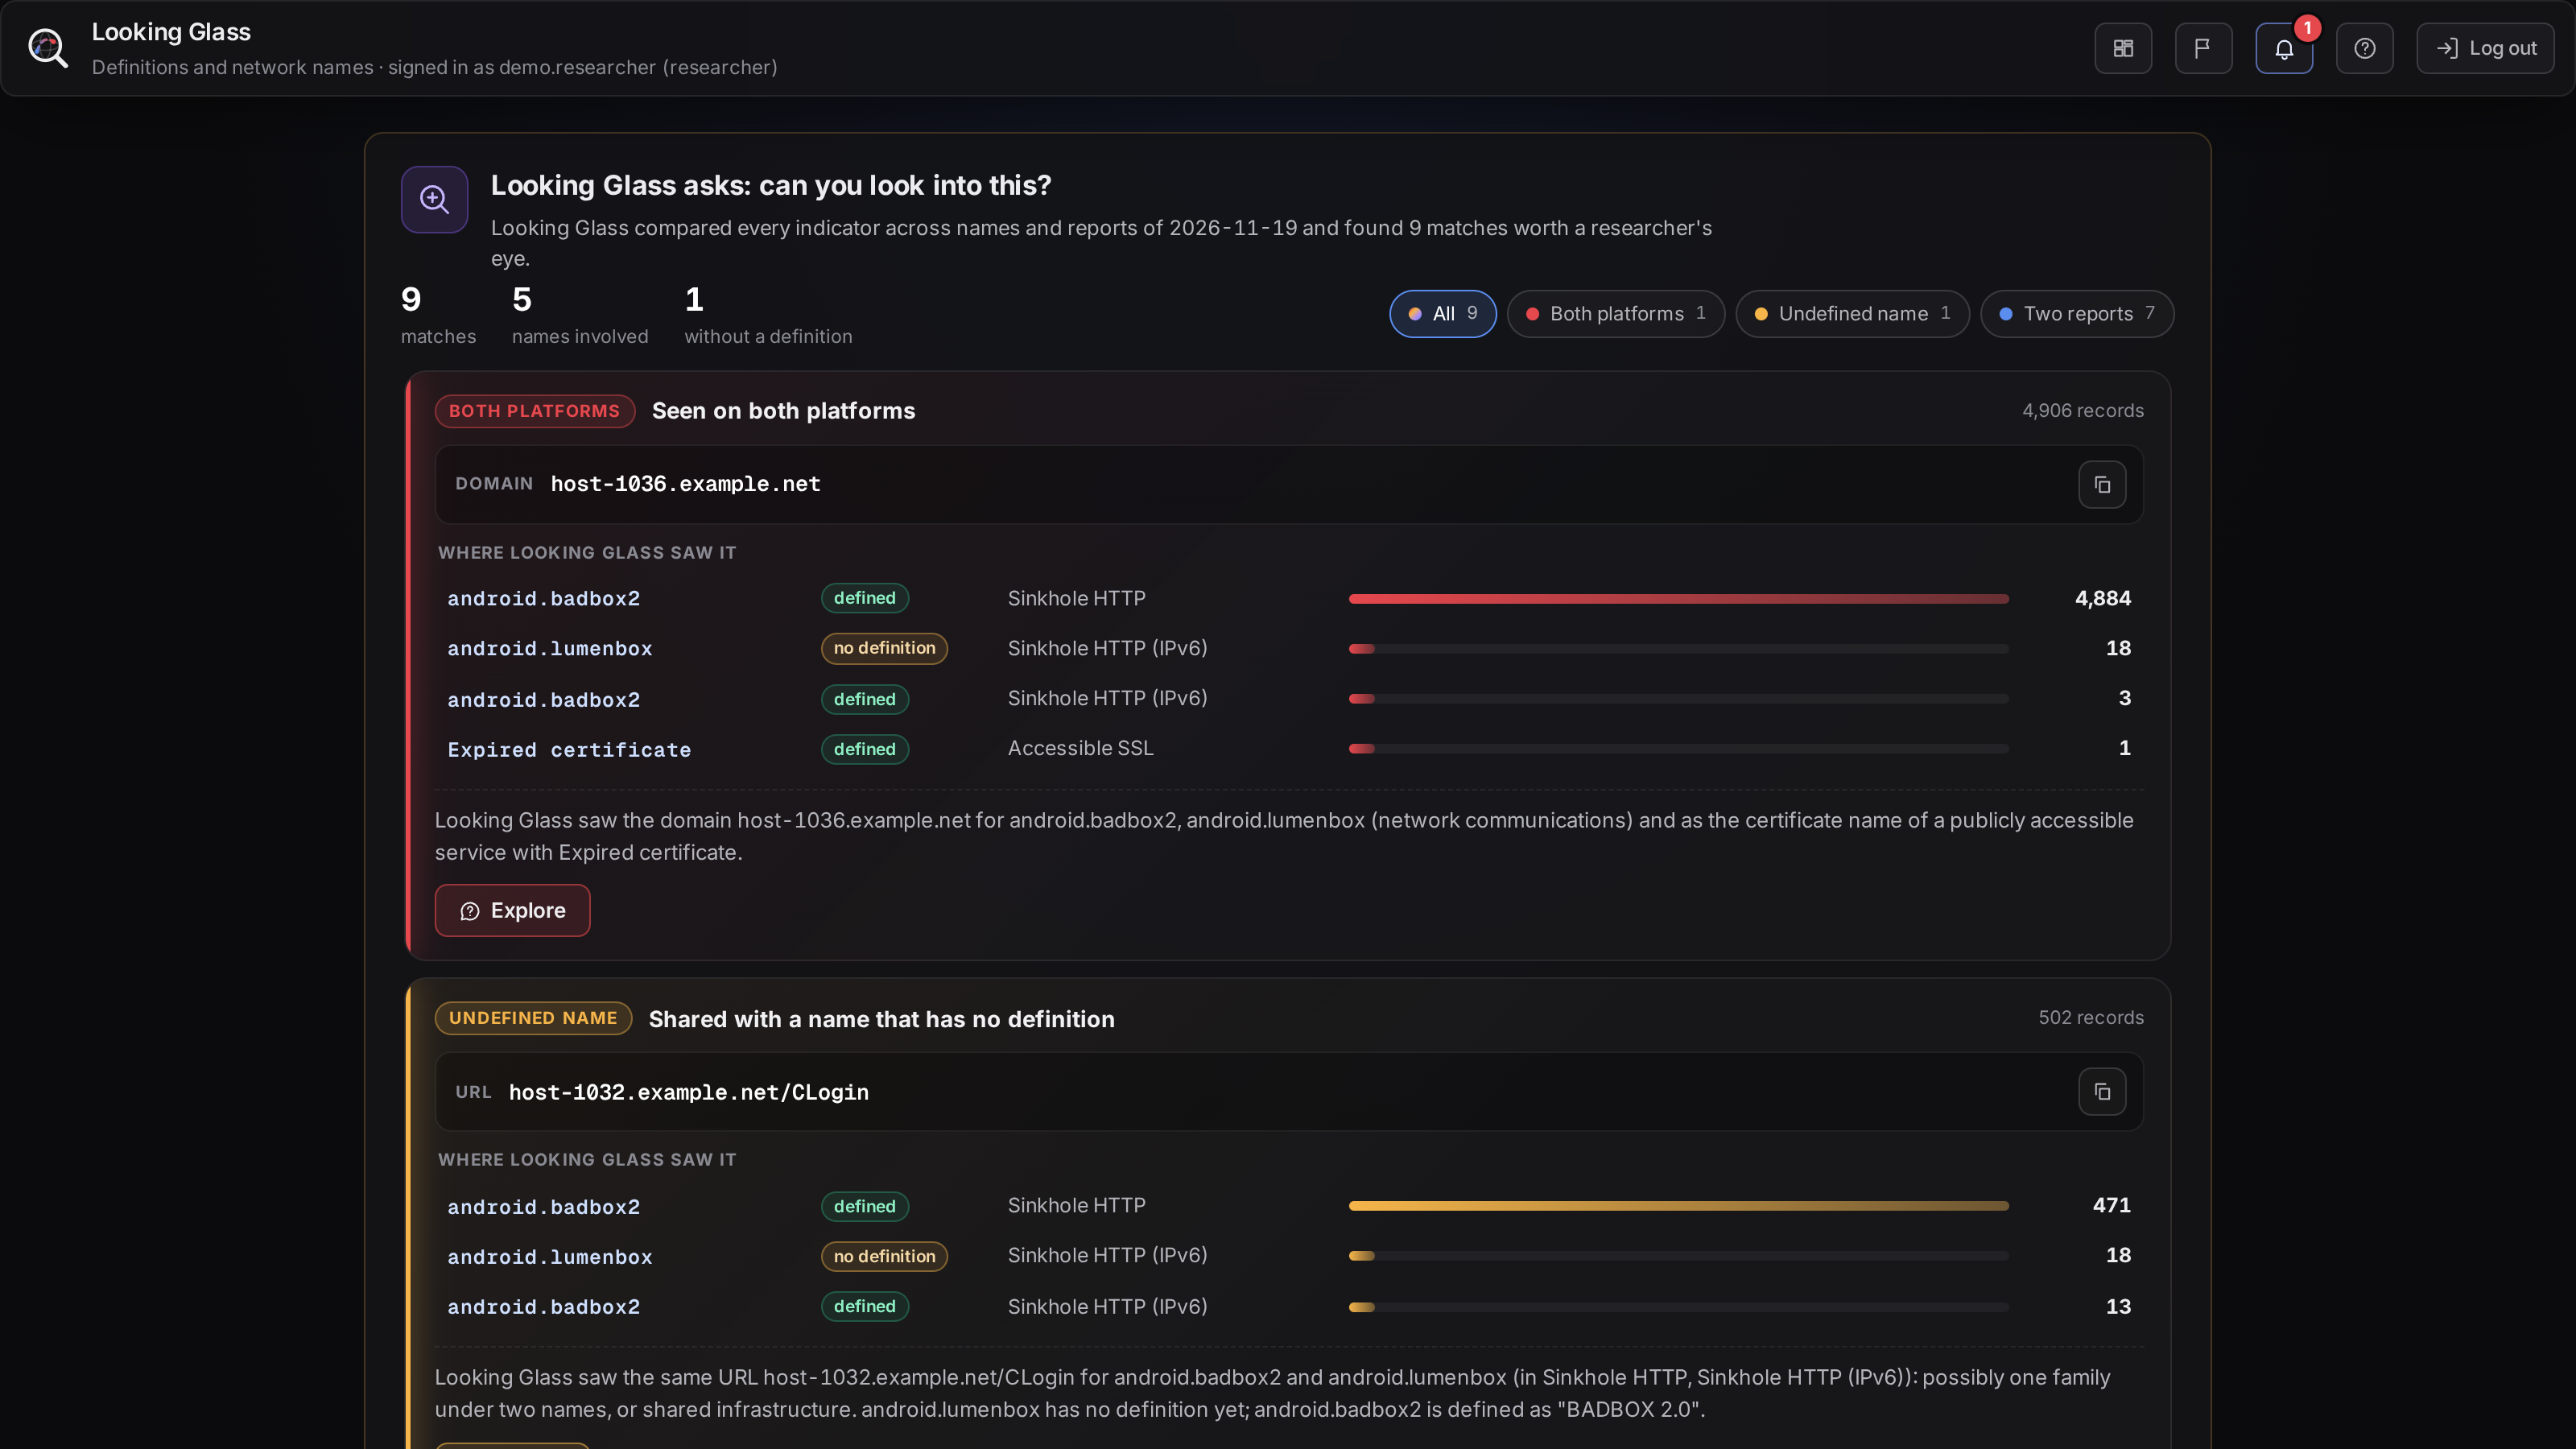 Looking Glass
Definitions and network names · signed in as demo.researcher (researcher)
1
Log out
Looking Glass asks: can you look into this?
Looking Glass compared every indicator across names and reports of 2026-11-19 and found 9 matches worth a researcher's
eye.
9 matches
5 names involved
1 without a definition
All 9
Both platforms 1
Undefined name 1
Two reports 7
BOTH PLATFORMS Seen on both platforms 4,906 records
DOMAIN host-1036.example.net
WHERE LOOKING GLASS SAW IT
android.badbox2 defined Sinkhole HTTP 4,884
android.lumenbox no definition Sinkhole HTTP (IPv6) 18
android.badbox2 defined Sinkhole HTTP (IPv6) 3
Expired certificate defined Accessible SSL 1
Looking Glass saw the domain host-1036.example.net for android.badbox2, android.lumenbox (network communications) and as the certificate name of a publicly accessible
service with Expired certificate.
Explore
UNDEFINED NAME Shared with a name that has no definition 502 records
URL host-1032.example.net/CLogin
WHERE LOOKING GLASS SAW IT
android.badbox2 defined Sinkhole HTTP 471
android.lumenbox no definition Sinkhole HTTP (IPv6) 18
android.badbox2 defined Sinkhole HTTP (IPv6) 13
Looking Glass saw the same URL host-1032.example.net/CLogin for android.badbox2 and android.lumenbox (in Sinkhole HTTP, Sinkhole HTTP (IPv6)): possibly one family
under two names, or shared infrastructure. android.lumenbox has no definition yet; android.badbox2 is defined as "BADBOX 2.0".